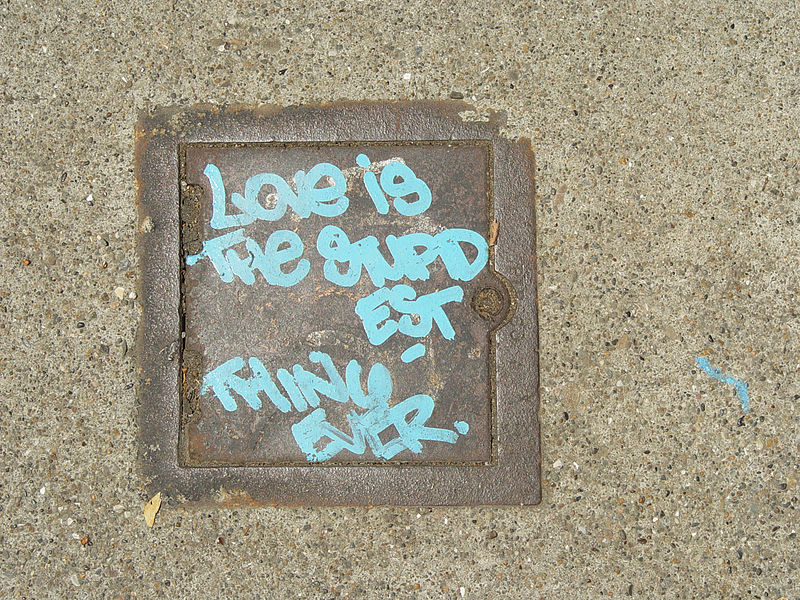 LOVE iS
THE STUPID
EST
THING
EVER.